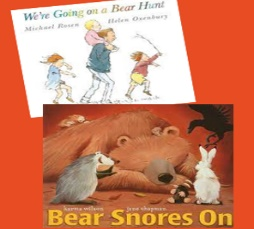 We're Going on a Bear Hunt
Michael Rosen Helen Oxenbury
karma wilson jane chapman
Bear Snores On